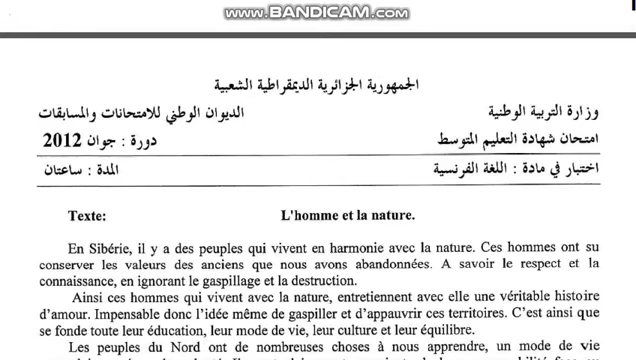 www.BANDICAM.com
الجمهورية الجزائرية الديمقراطية الشعبية
وزارة التربية الوطنية الديوان الوطني للامتحانات والمسابقات
امتحان شهادة التعليم المتوسط دورة : جوان 2012
اختبار في مادة : اللغة الفرنسية المدة : ساعتان
Texte: L'homme et la nature.
En Sibérie, il y a des peuples qui vivent en harmonie avec la nature. Ces hommes ont su
conserver les valeurs des anciens que nous avons abandonnées. A savoir le respect et la
connaissance, en ignorant le gaspillage et la destruction.
Ainsi ces hommes qui vivent avec la nature, entretiennent avec elle une véritable histoire
d'amour. Impensable donc l'idée même de gaspiller et d'appauvrir ces territoires. C'est ainsi que
se fonde toute leur éducation, leur mode de vie, leur culture et leur équilibre.
Les peuples du Nord ont de nombreuses choses à nous apprendre, un mode de vie